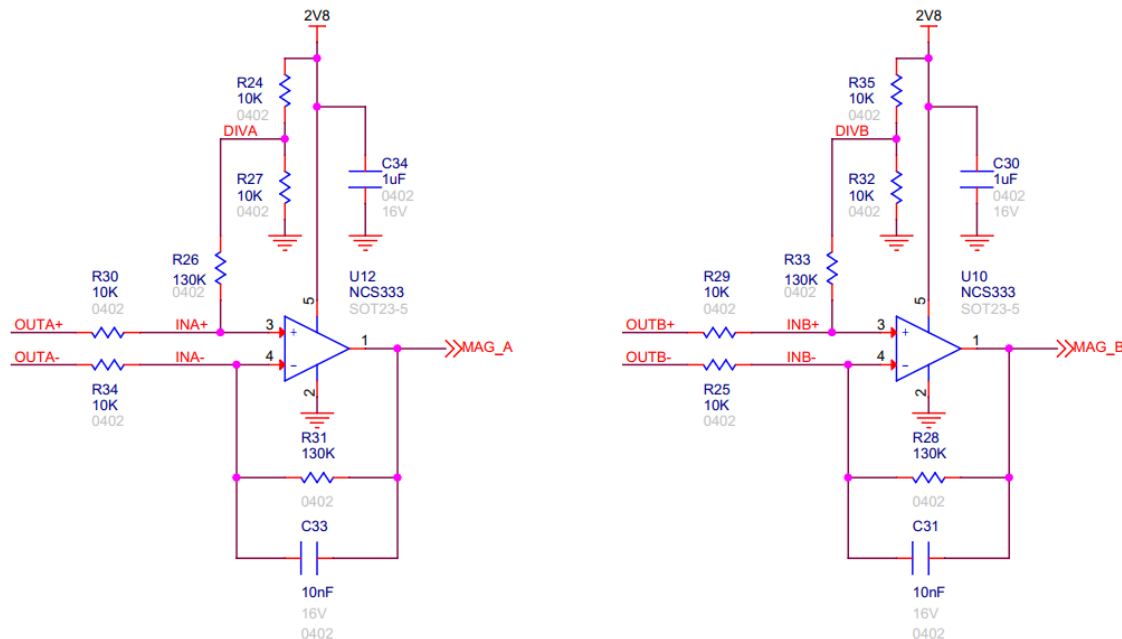 2V8
R24
10K
0402
DIVA
R27
10K
0402
C34
1uF
0402
16V
R26
130K
0402
U12
NCS333
SOT23-5
R30
10K
0402
OUTA+
INA+
3
5
+
OUTA-
INA-
4
-
1
MAG_A
2
R34
10K
0402
R31
130K
0402
C33
10nF
16V
0402
2V8
R35
10K
0402
DIVB
R32
10K
0402
C30
1uF
0402
16V
R33
130K
0402
U10
NCS333
SOT23-5
R29
10K
0402
OUTB+
INB+
3
5
+
OUTB-
INB-
4
-
1
MAG_B
2
R25
10K
0402
R28
130K
0402
C31
10nF
16V
0402